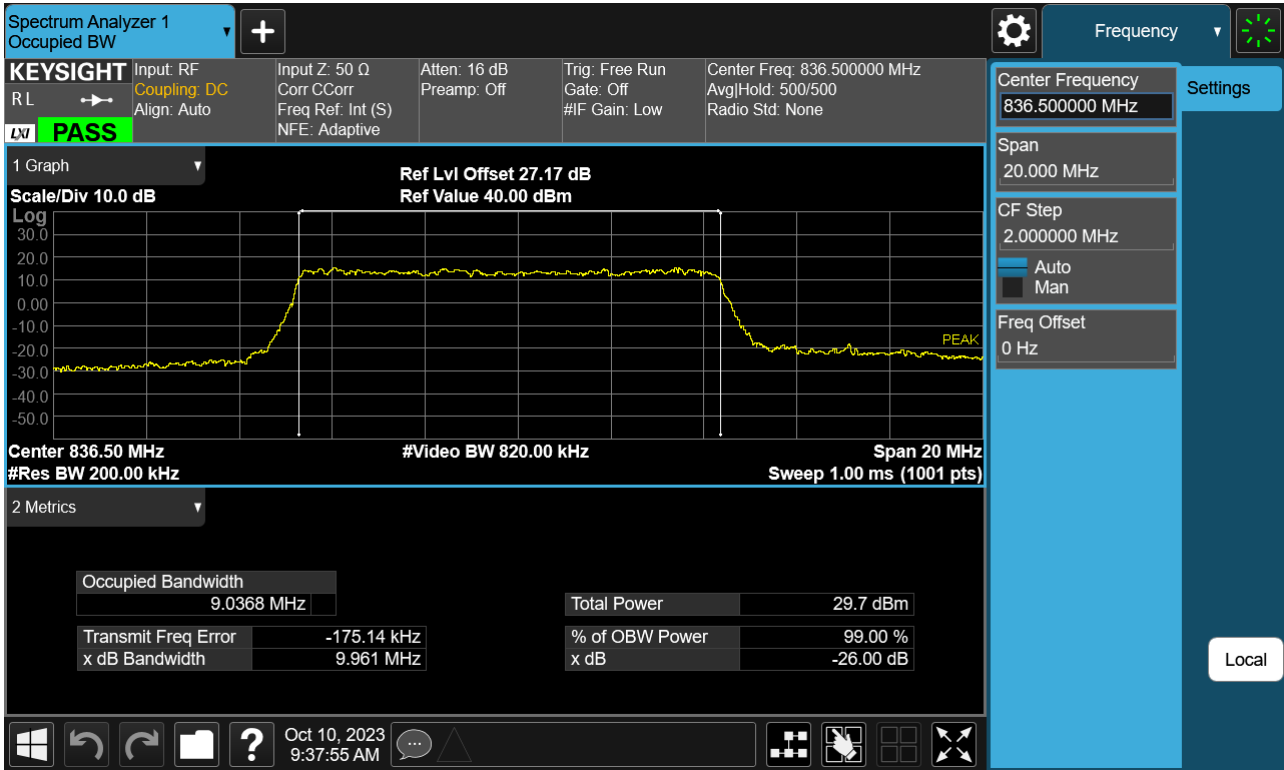 Spectrum Analyzer 1
Occupied BW
Frequency
KEYSIGHT
R L
LXI PASS
Input: RF
Coupling: DC
Align: Auto
Input Z: 50 Ω
Corr CCorr
Freq Ref: Int (S)
NFE: Adaptive
Atten: 16 dB
Preamp: Off
Trig: Free Run
Gate: Off
#IF Gain: Low
Center Freq: 836.500000 MHz
Avg|Hold: 500/500
Radio Std: None
Center Frequency
836.500000 MHz
Settings
Span
20.000 MHz
CF Step
2.000000 MHz
Auto
Man
Freq Offset
0 Hz
1 Graph
Ref Lvl Offset 27.17 dB
Scale/Div 10.0 dB
Ref Value 40.00 dBm
Log
30.0
20.0
10.0
0.00
-10.0
PEAK
-20.0
-30.0
-40.0
-50.0
Center 836.50 MHz
#Video BW 820.00 kHz
Span 20 MHz
#Res BW 200.00 kHz
Sweep 1.00 ms (1001 pts)
2 Metrics
Occupied Bandwidth
9.0368 MHz
Total Power 29.7 dBm
Transmit Freq Error -175.14 kHz
% of OBW Power 99.00 %
x dB Bandwidth 9.961 MHz
x dB -26.00 dB
Local
?
Oct 10, 2023
9:37:55 AM